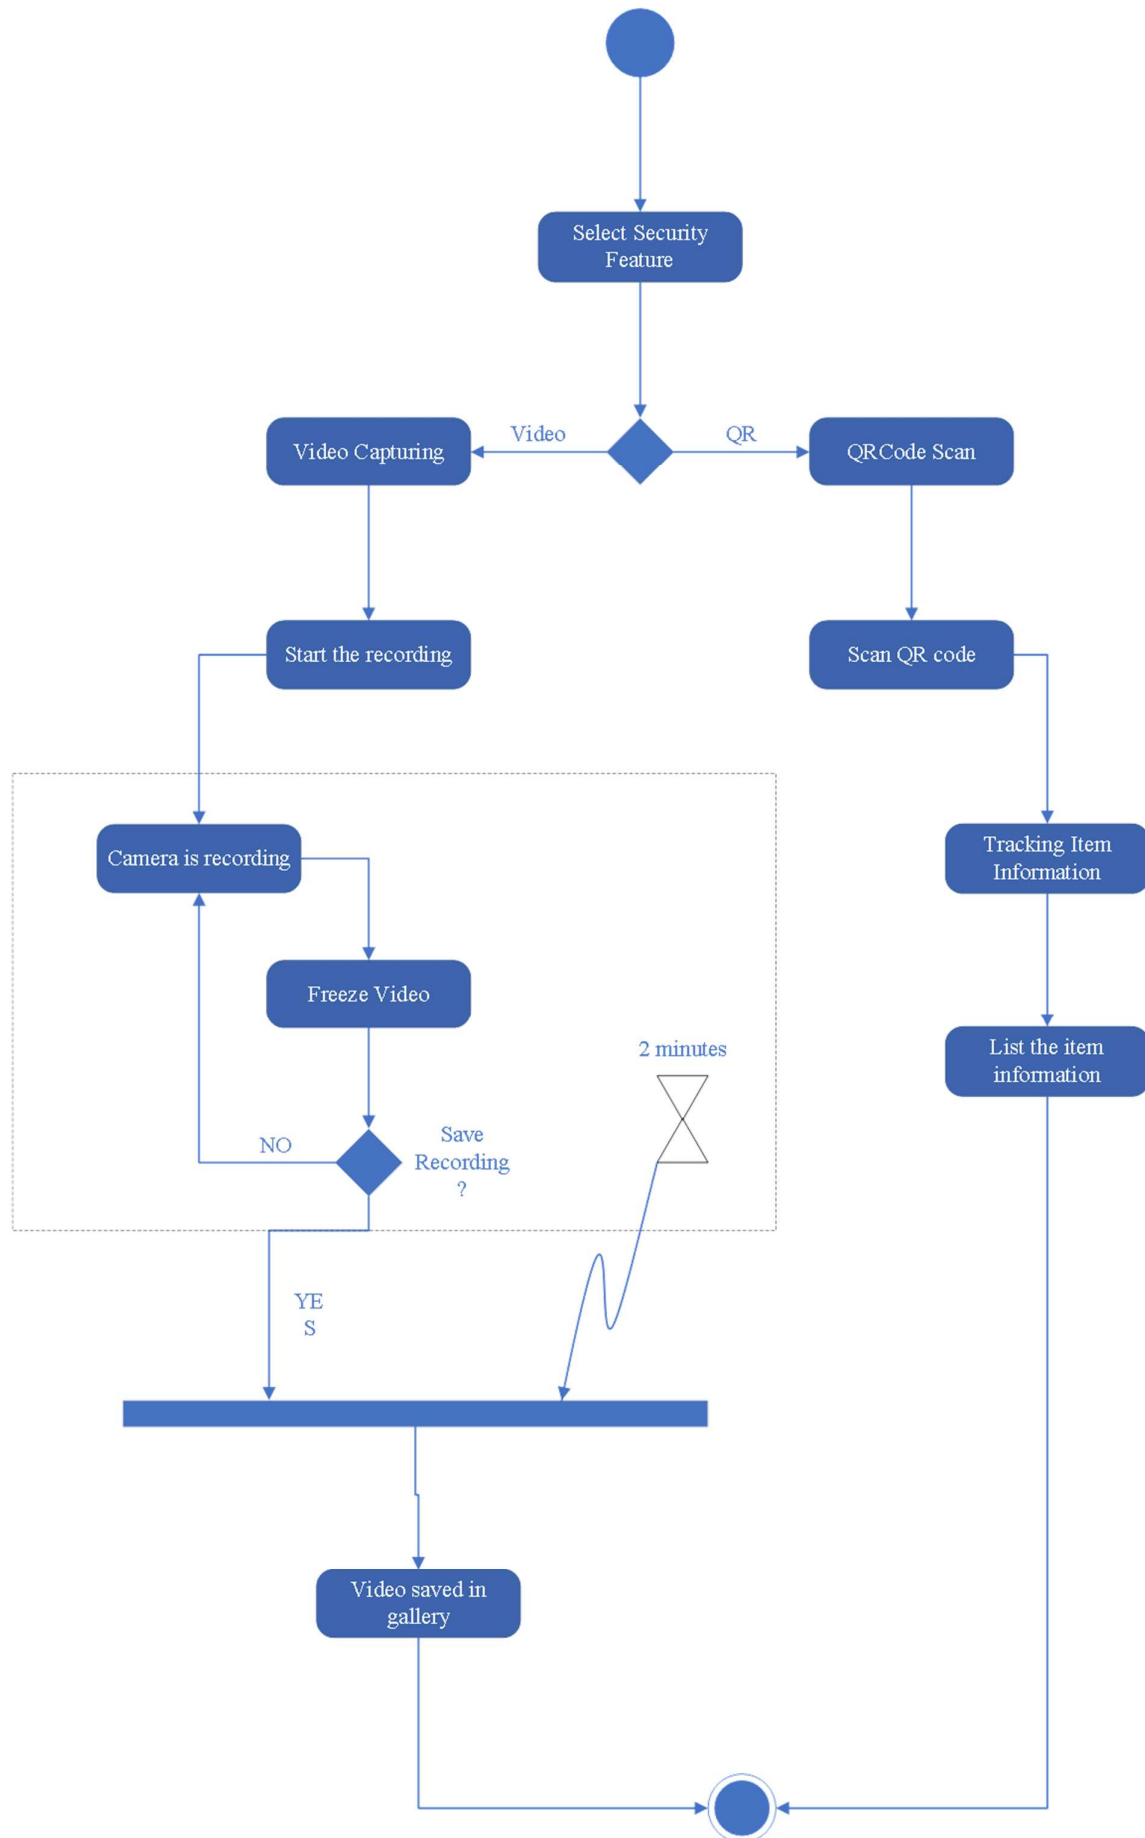 Select Security
Feature
Video
QR
Video Capturing
QRCode Scan
Start the recording
Scan QR code
Camera is recording
Tracking Item
Information
Freeze Video
2 minutes
List the item
information
NO
Save
Recording
?
YE
S
Video saved in
gallery